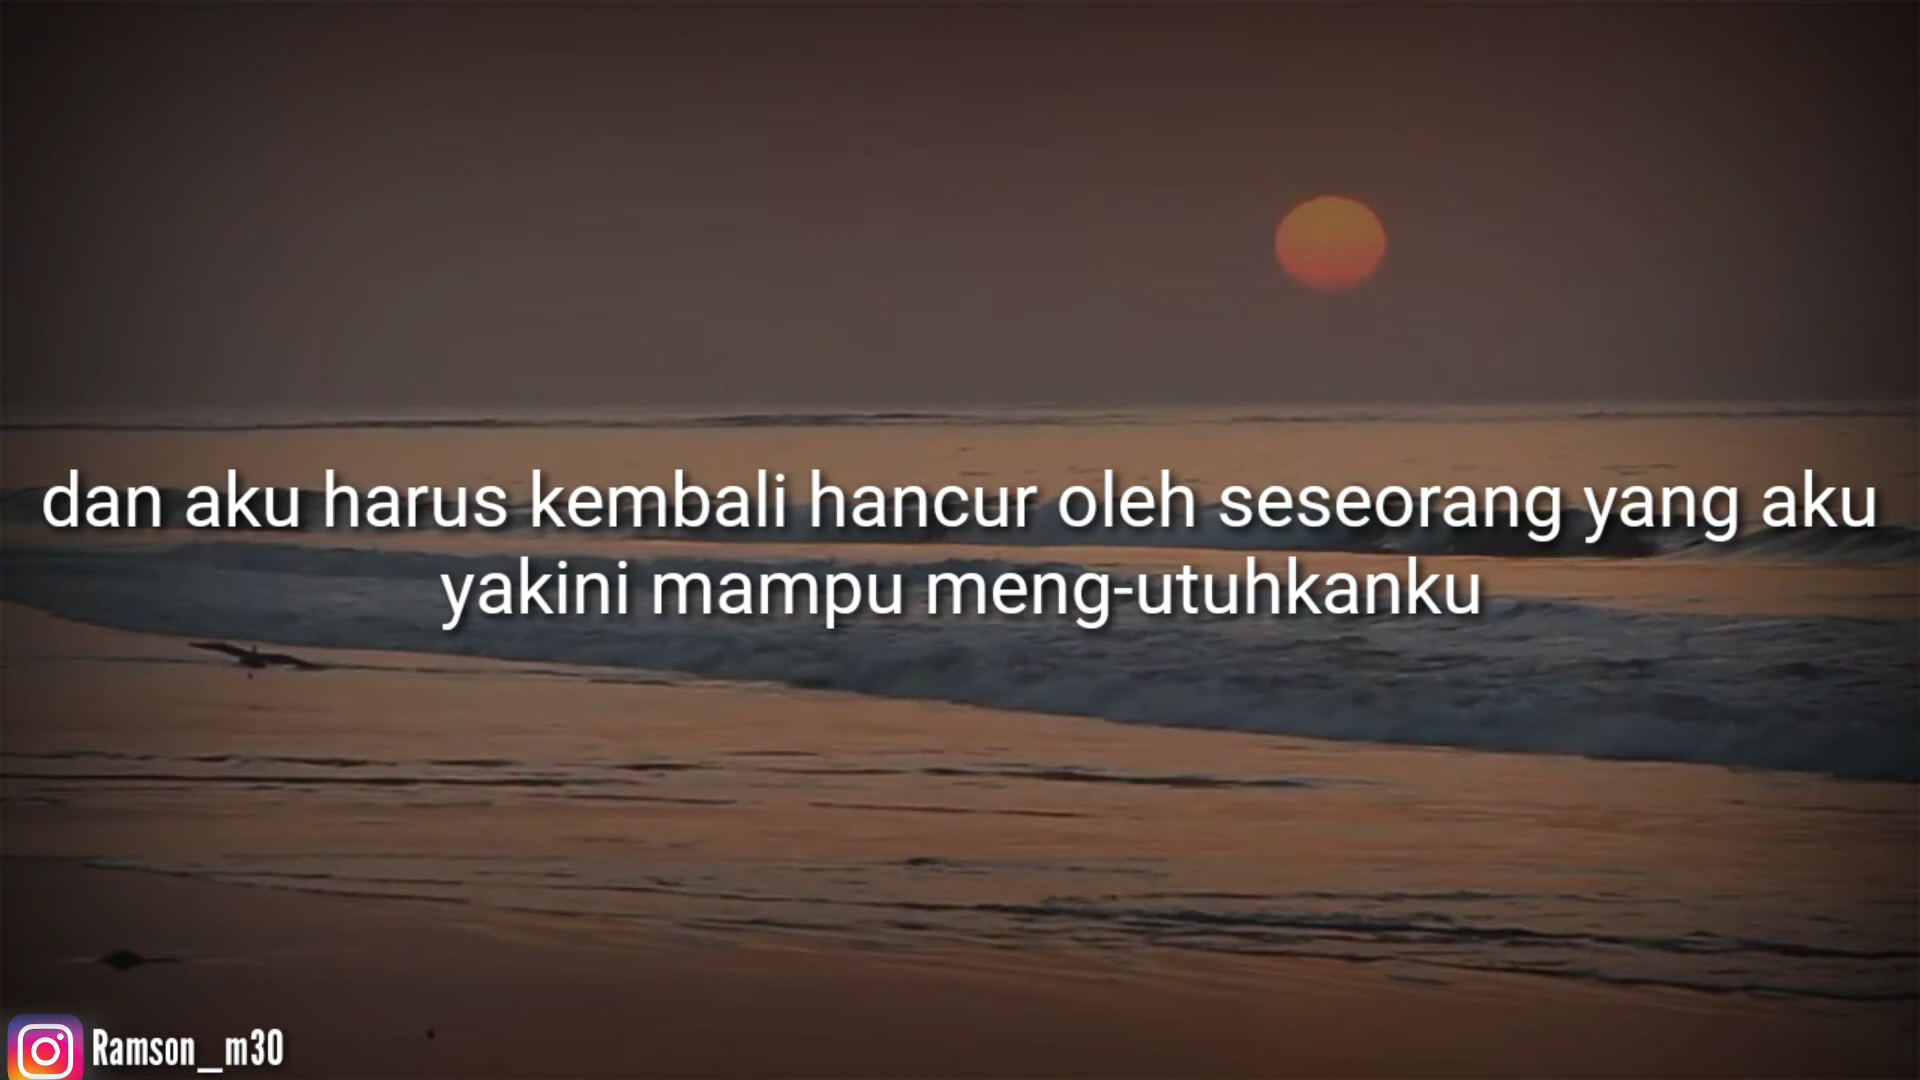 dan aku harus kembali hancur oleh seseorang yang aku
yakini mampu meng-utuhkanku
Ramson_m30